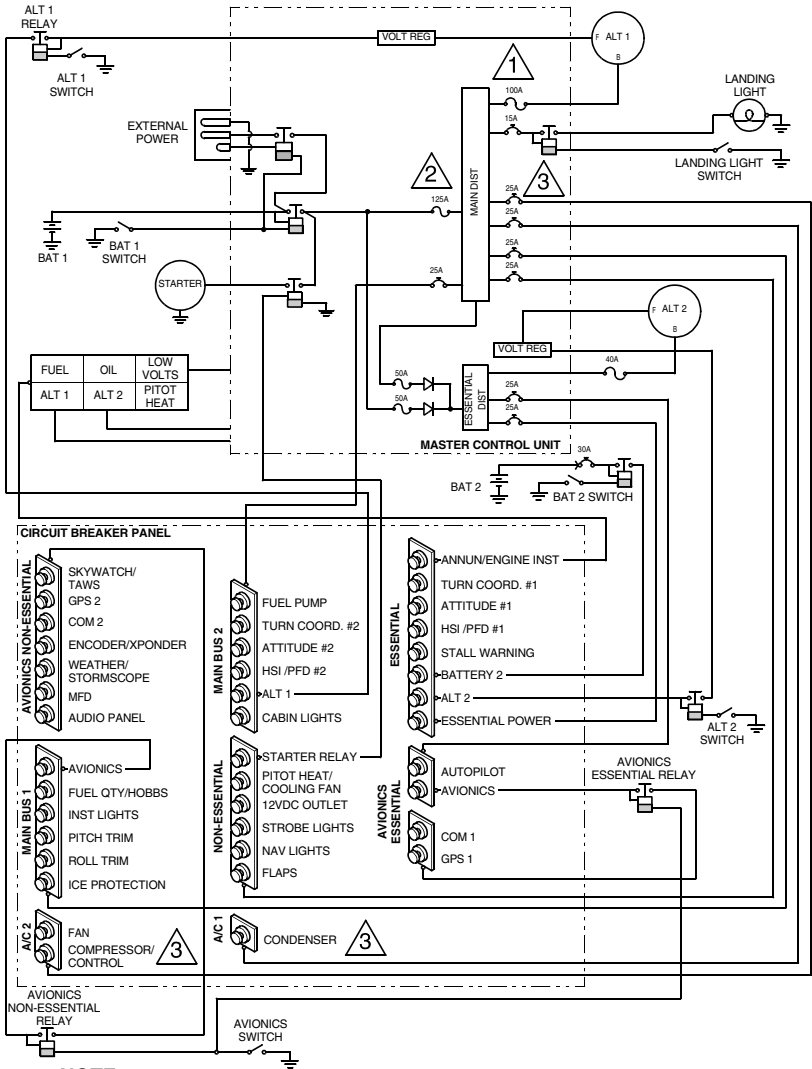 ALT 1
RELAY
ALT 1
SWITCH
VOLT REG
F
ALT 1
B
1
100A
LANDING
LIGHT
EXTERNAL
POWER
15A
LANDING LIGHT
SWITCH
2
3
MAIN DIST
125A
25A
25A
25A
25A
BAT 1
BAT 1
SWITCH
STARTER
25A
F
ALT 2
B
VOLT REG
40A
FUEL
OIL
LOW
VOLTS
ALT 1
ALT 2
PITOT
HEAT
50A
50A
ESSENTIAL
DIST
25A
25A
MASTER CONTROL UNIT
30A
BAT 2
BAT 2 SWITCH
CIRCUIT BREAKER PANEL
AVIONICS NON-ESSENTIAL
SKYWATCH/
TAWS
GPS 2
COM 2
ENCODER/XPONDER
WEATHER/
STORMSCOPE
MFD
AUDIO PANEL
MAIN BUS 2
FUEL PUMP
TURN COORD. #2
ATTITUDE #2
HSI /PFD #2
ALT 1
CABIN LIGHTS
ESSENTIAL
ANNUN/ENGINE INST
TURN COORD. #1
ATTITUDE #1
HSI /PFD #1
STALL WARNING
BATTERY 2
ALT 2
ESSENTIAL POWER
ALT 2
SWITCH
MAIN BUS 1
AVIONICS
FUEL QTY/HOBBS
INST LIGHTS
PITCH TRIM
ROLL TRIM
ICE PROTECTION
NON-ESSENTIAL
STARTER RELAY
PITOT HEAT/
COOLING FAN
12VDC OUTLET
STROBE LIGHTS
NAV LIGHTS
FLAPS
AVIONICS
ESSENTIAL
AUTOPILOT
AVIONICS
COM 1
GPS 1
AVIONICS
ESSENTIAL RELAY
A/C 2
FAN
COMPRESSOR/
CONTROL
3
A/C 1
CONDENSER
3
AVIONICS
NON-ESSENTIAL
RELAY
AVIONICS
SWITCH